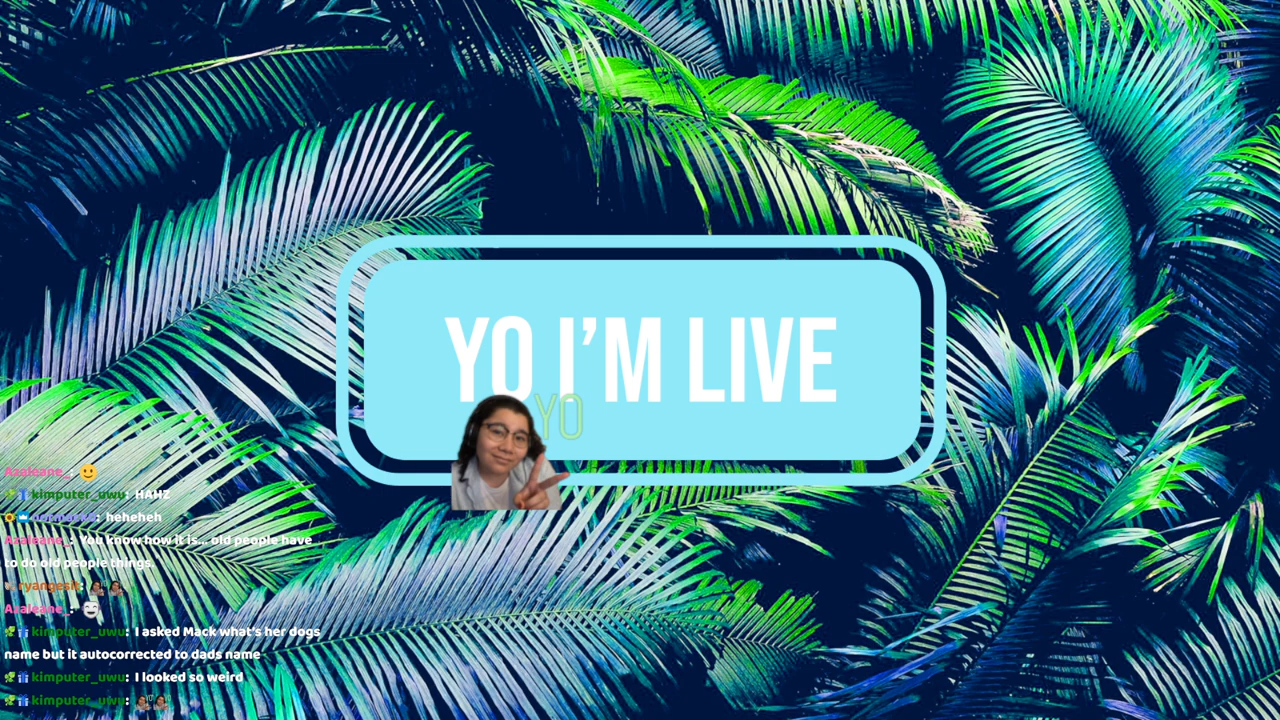 YO I'M LIVE
YO
Azaleane_:
kimputer_uwu: HAHZ
: heheheh
Azaleane_: You know how it is... old people have
to do old people things.
ryangesit:
Azaleane_:
kimputer_uwu: I asked Mack what's her dogs
name but it autocorrected to dads name
kimputer_uwu: I looked so weird
kimputer_uwu: